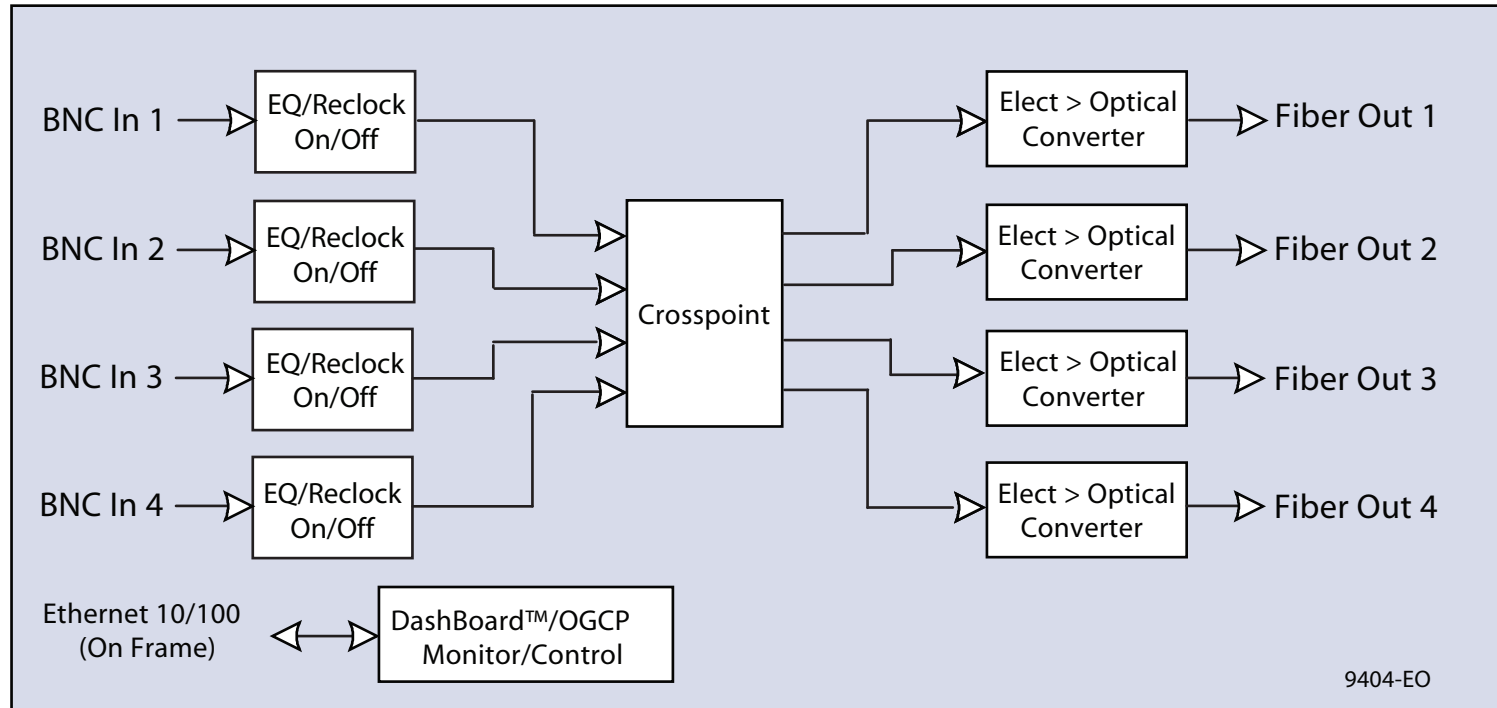 BNC In 1
EQ/Reclock
On/Off
Elect > Optical
Converter
Fiber Out 1
BNC In 2
EQ/Reclock
On/Off
Elect > Optical
Converter
Fiber Out 2
Crosspoint
BNC In 3
EQ/Reclock
On/Off
Elect > Optical
Converter
Fiber Out 3
BNC In 4
EQ/Reclock
On/Off
Elect > Optical
Converter
Fiber Out 4
Ethernet 10/100
(On Frame)
DashBoard™/OGCP
Monitor/Control
9404-EO